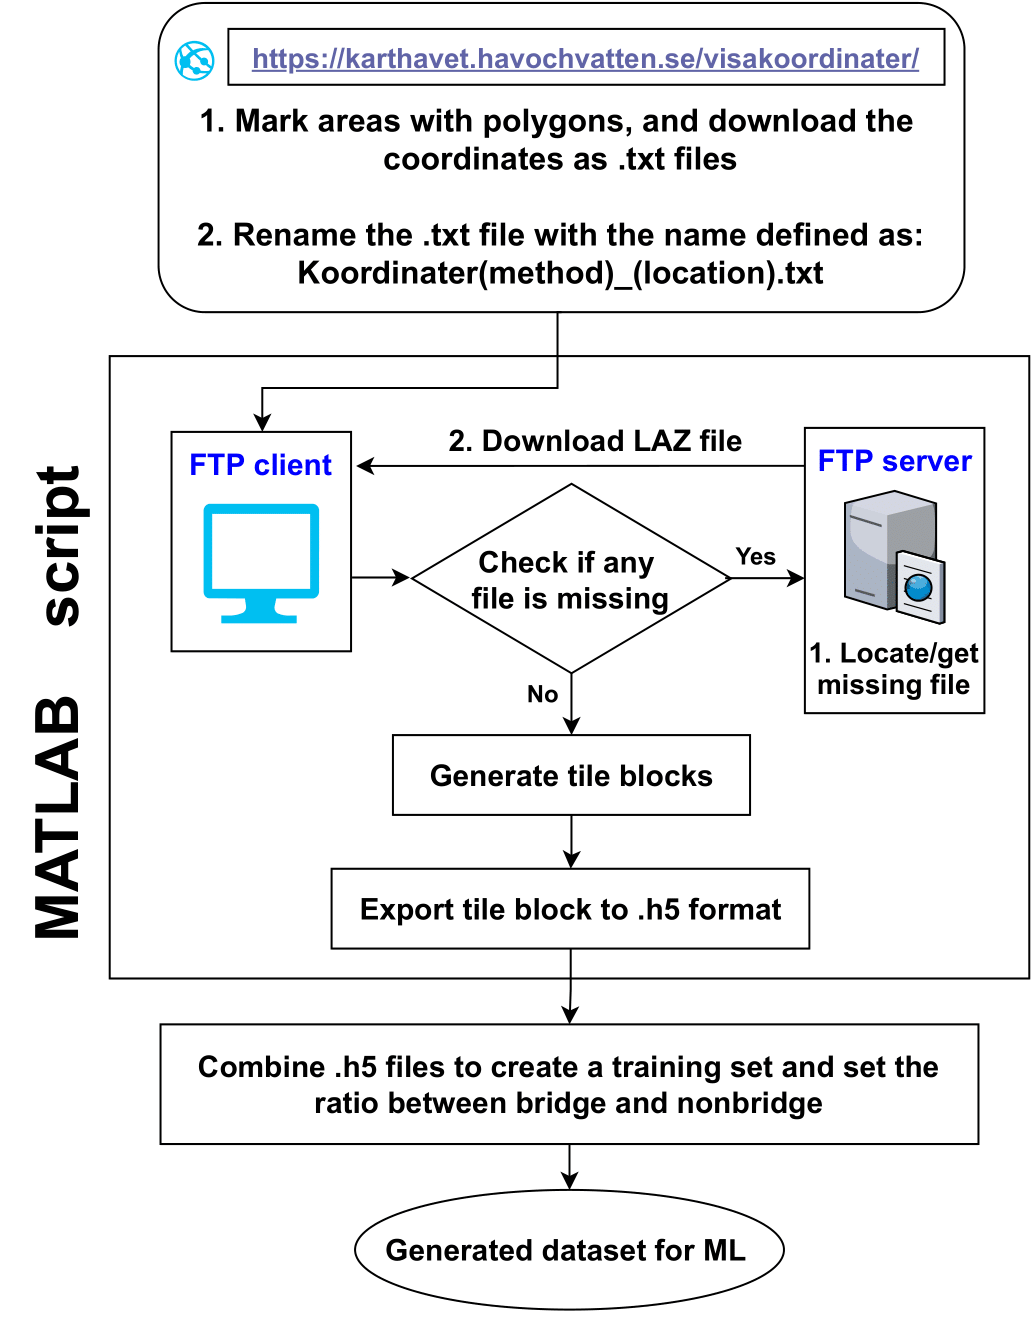 https://karthavet.havochvatten.se/visakoordinater/
1. Mark areas with polygons, and download the
coordinates as .txt files
2. Rename the .txt file with the name defined as:
Koordinater(method)_(location).txt
MATLAB script
FTP client
2. Download LAZ file
FTP server
Check if any
file is missing
Yes
1. Locate/get
missing file
No
Generate tile blocks
Export tile block to .h5 format
Combine .h5 files to create a training set and set the
ratio between bridge and nonbridge
Generated dataset for ML